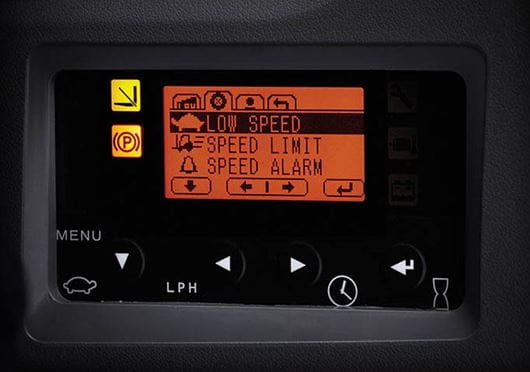 LOW SPEED
SPEED LIMIT
SPEED ALARM
P
MENU
LPH